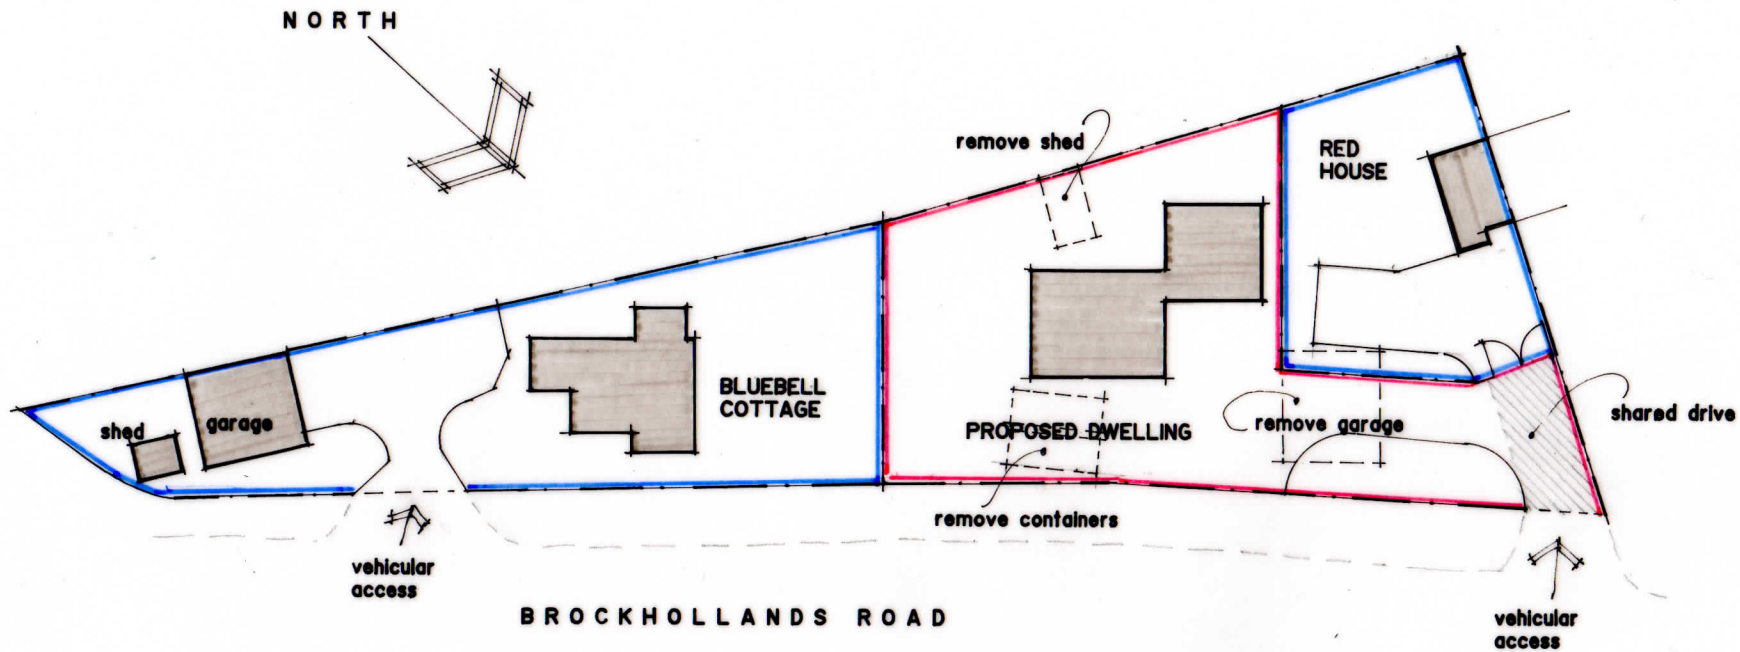 NORTH
remove shed
RED
HOUSE
shed
garage
BLUEBELL
COTTAGE
PROPOSED DWELLING
remove garage
shared drive
remove containers
vehicular
access
BROCKHOLLANDS ROAD
vehicular
access